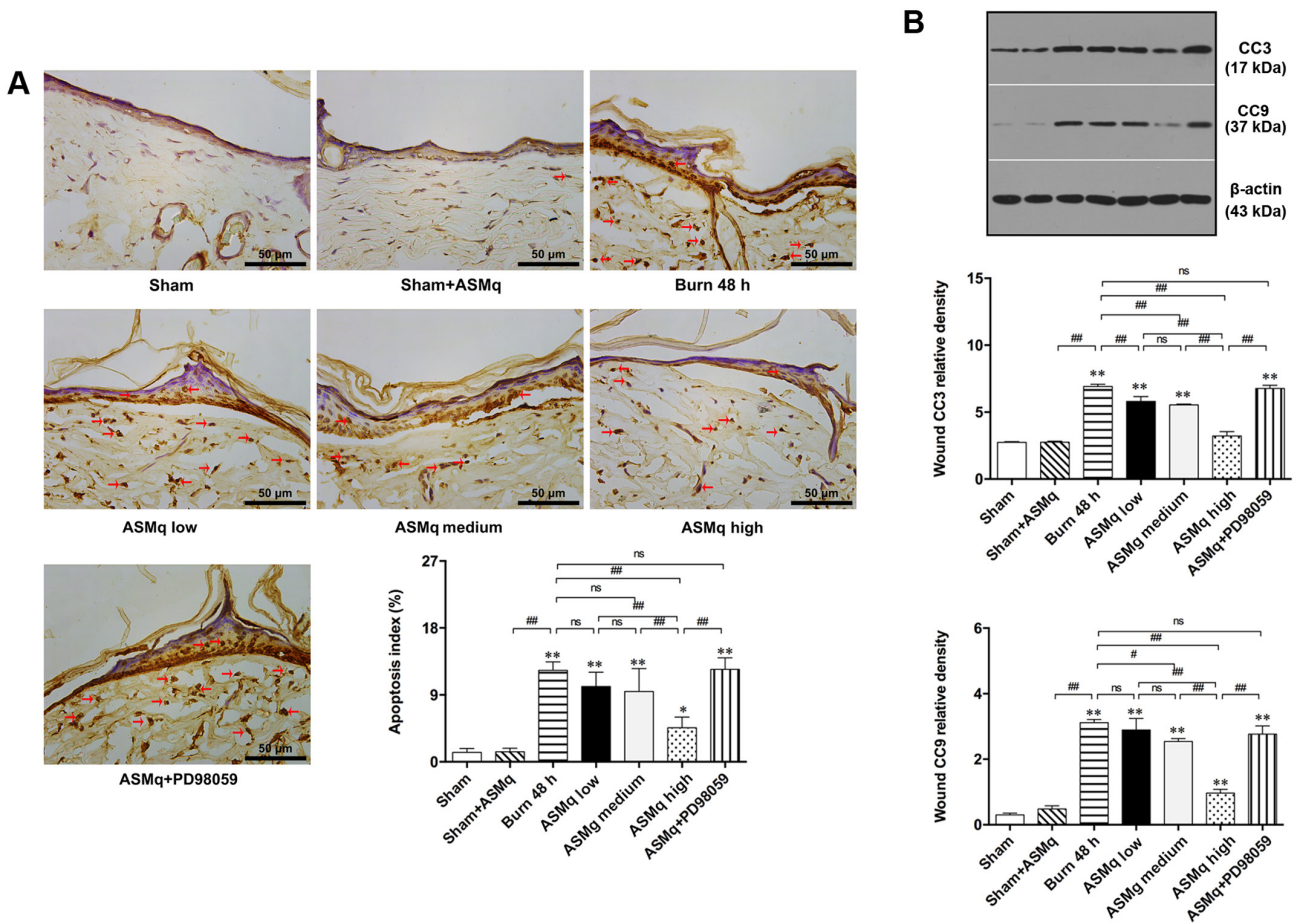 A
50 µm
50 µm
50 µm
Sham
Sham+ASMq
Burn 48 h
50 µm
50 µm
50 µm
ASMq low
ASMq medium
ASMq high
50 µm
ASMq+PD98059
Apoptosis index (%)
27
18
9
0
ns
##
ns
##
##
ns
ns
##
##
**
**
**
*
**
Sham
Sham+ASMq
Burn 48 h
ASMq low
ASMg medium
ASMq high
ASMq+PD98059
B
CC3
(17 kDa)
CC9
(37 kDa)
β-actin
(43 kDa)
Wound CC3 relative density
15
10
5
0
ns
##
##
##
##
##
ns
##
##
**
**
**
**
Sham
Sham+ASMq
Burn 48 h
ASMq low
ASMg medium
ASMq high
ASMq+PD98059
Wound CC9 relative density
6
4
2
0
ns
##
#
##
##
ns
ns
##
##
**
**
**
**
**
Sham
Sham+ASMq
Burn 48 h
ASMq low
ASMg medium
ASMq high
ASMq+PD98059